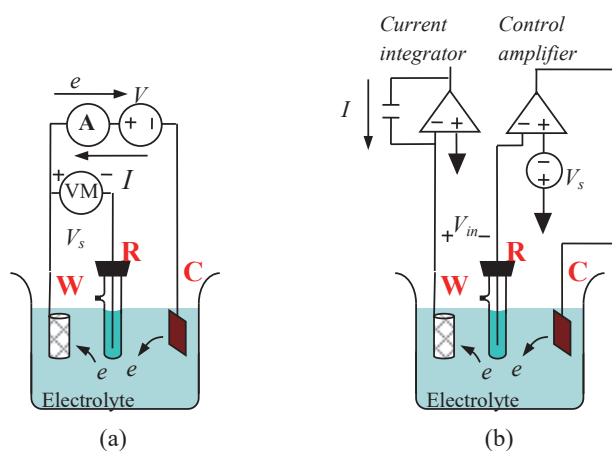 e
V
A
+ −
I
+ −
VM
V_s
R
W
C
e
e
Electrolyte
(a)
Current
integrator
Control
amplifier
I
− +
− +
−
+
V_s
+ V_in −
R
W
C
e
e
Electrolyte
(b)